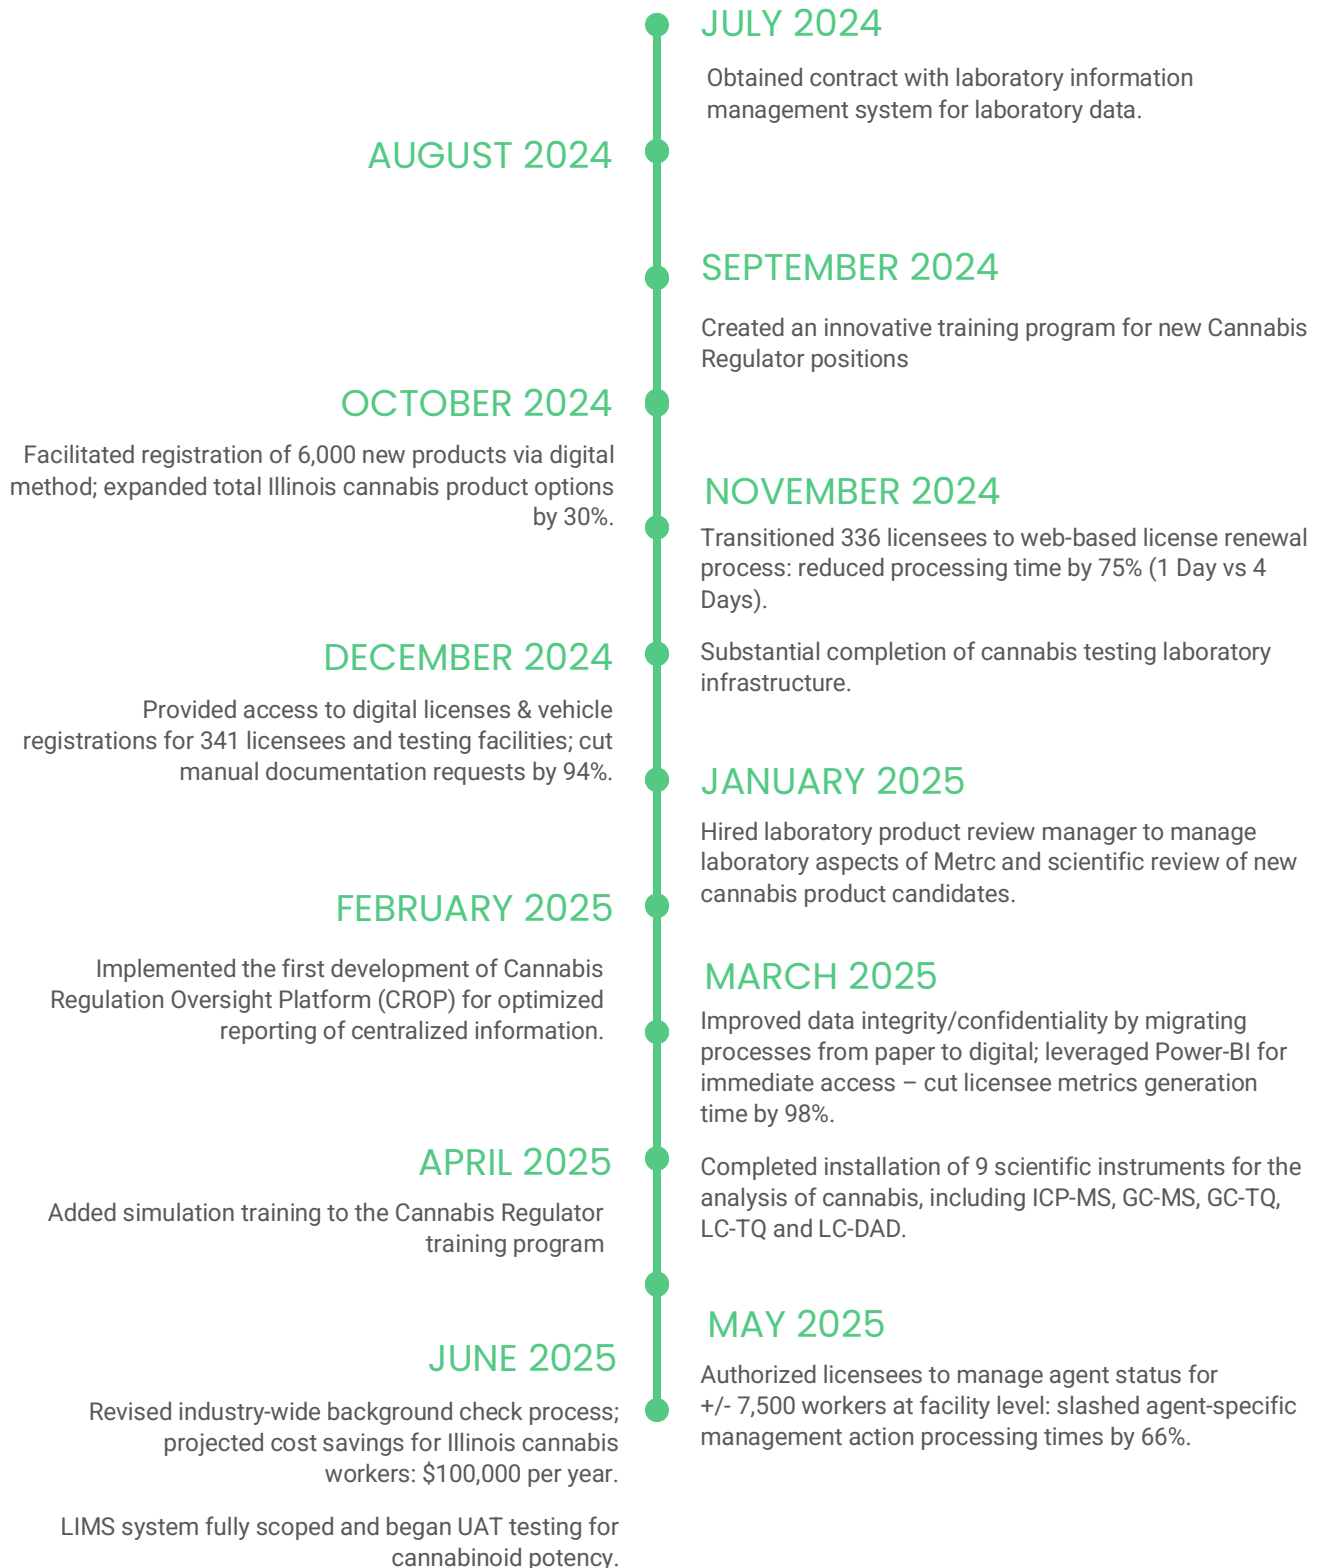 JULY 2024
Obtained contract with laboratory information
management system for laboratory data.
AUGUST 2024
SEPTEMBER 2024
Created an innovative training program for new Cannabis
Regulator positions
OCTOBER 2024
Facilitated registration of 6,000 new products via digital
method; expanded total Illinois cannabis product options
by 30%.
NOVEMBER 2024
Transitioned 336 licensees to web-based license renewal
process: reduced processing time by 75% (1 Day vs 4
Days).
Substantial completion of cannabis testing laboratory
infrastructure.
DECEMBER 2024
Provided access to digital licenses & vehicle
registrations for 341 licensees and testing facilities; cut
manual documentation requests by 94%.
JANUARY 2025
Hired laboratory product review manager to manage
laboratory aspects of Metrc and scientific review of new
cannabis product candidates.
FEBRUARY 2025
Implemented the first development of Cannabis
Regulation Oversight Platform (CROP) for optimized
reporting of centralized information.
MARCH 2025
Improved data integrity/confidentiality by migrating
processes from paper to digital; leveraged Power-BI for
immediate access – cut licensee metrics generation
time by 98%.
Completed installation of 9 scientific instruments for the
analysis of cannabis, including ICP-MS, GC-MS, GC-TQ,
LC-TQ and LC-DAD.
APRIL 2025
Added simulation training to the Cannabis Regulator
training program
MAY 2025
Authorized licensees to manage agent status for
+/- 7,500 workers at facility level: slashed agent-specific
management action processing times by 66%.
JUNE 2025
Revised industry-wide background check process;
projected cost savings for Illinois cannabis
workers: $100,000 per year.
LIMS system fully scoped and began UAT testing for
cannabinoid potency.